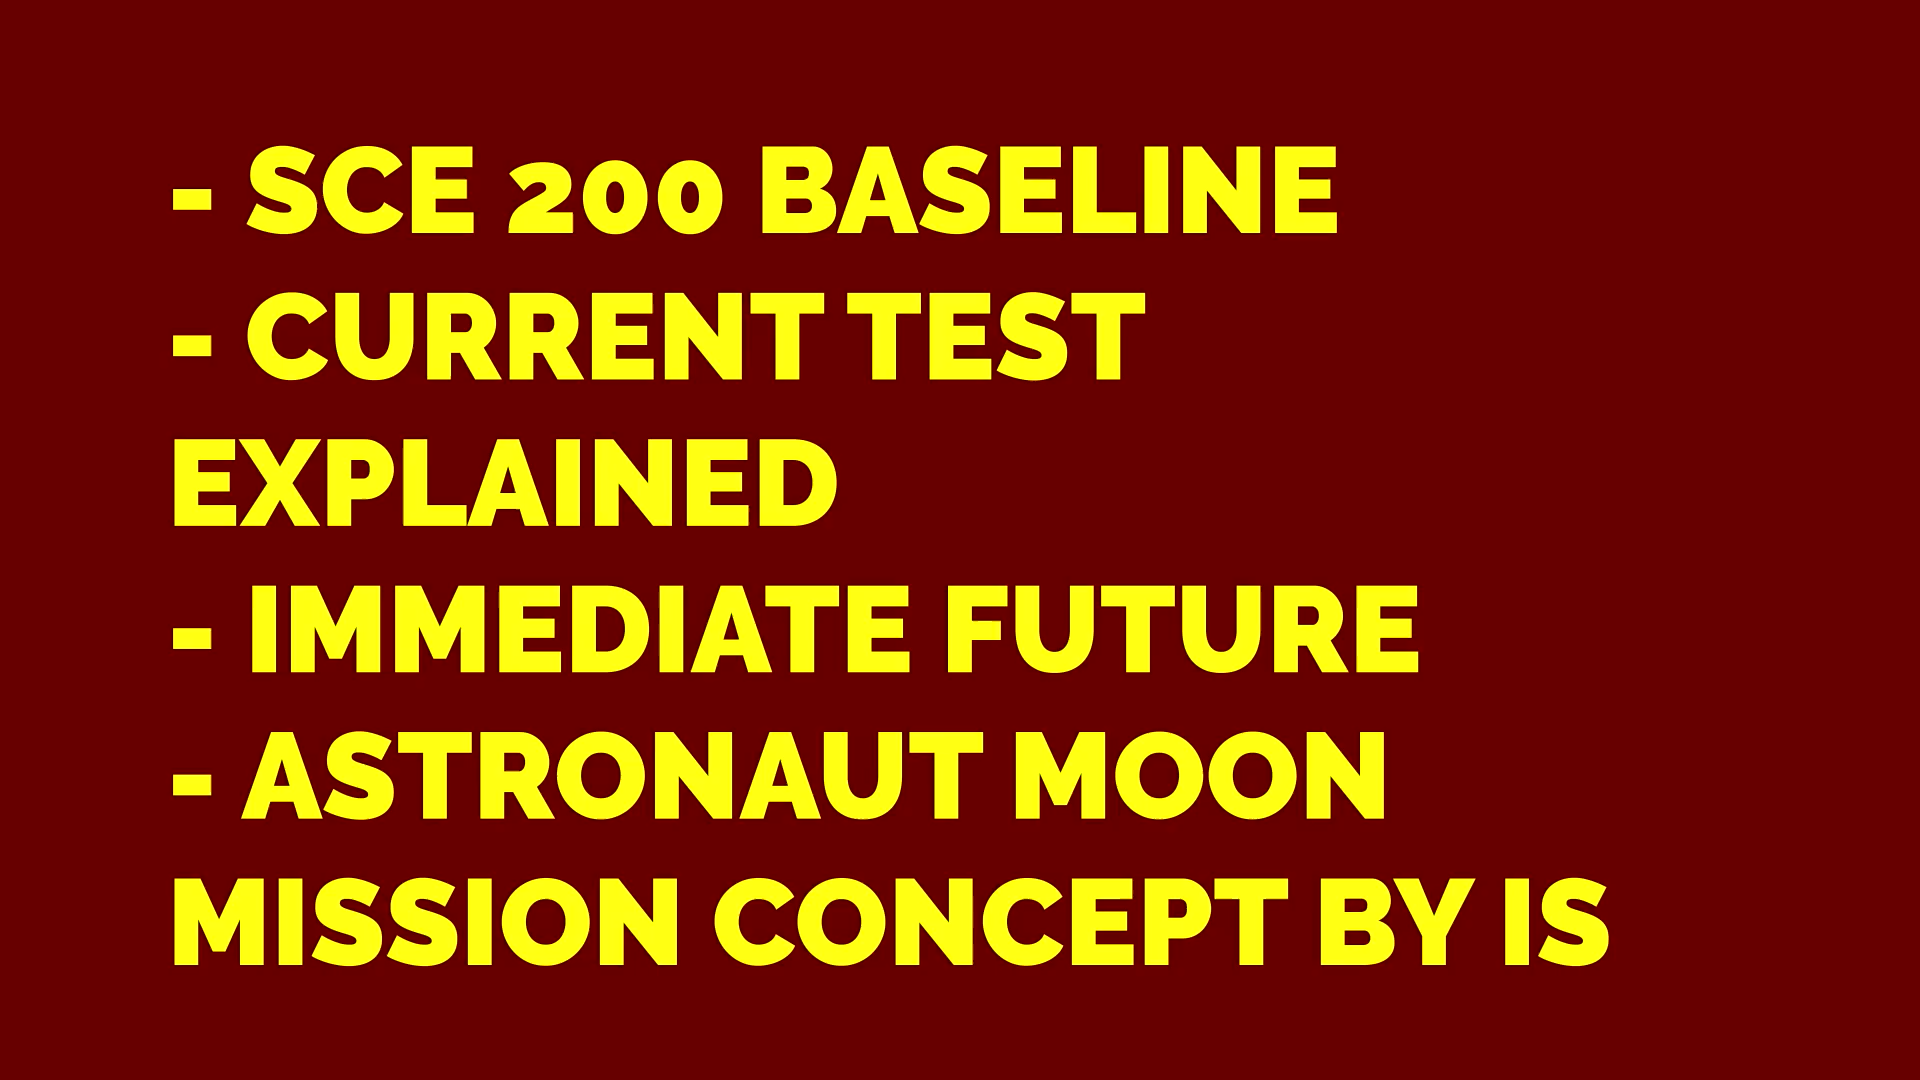 - SCE 200 BASELINE
- CURRENT TEST
EXPLAINED
- IMMEDIATE FUTURE
- ASTRONAUT MOON
MISSION CONCEPT BY IS